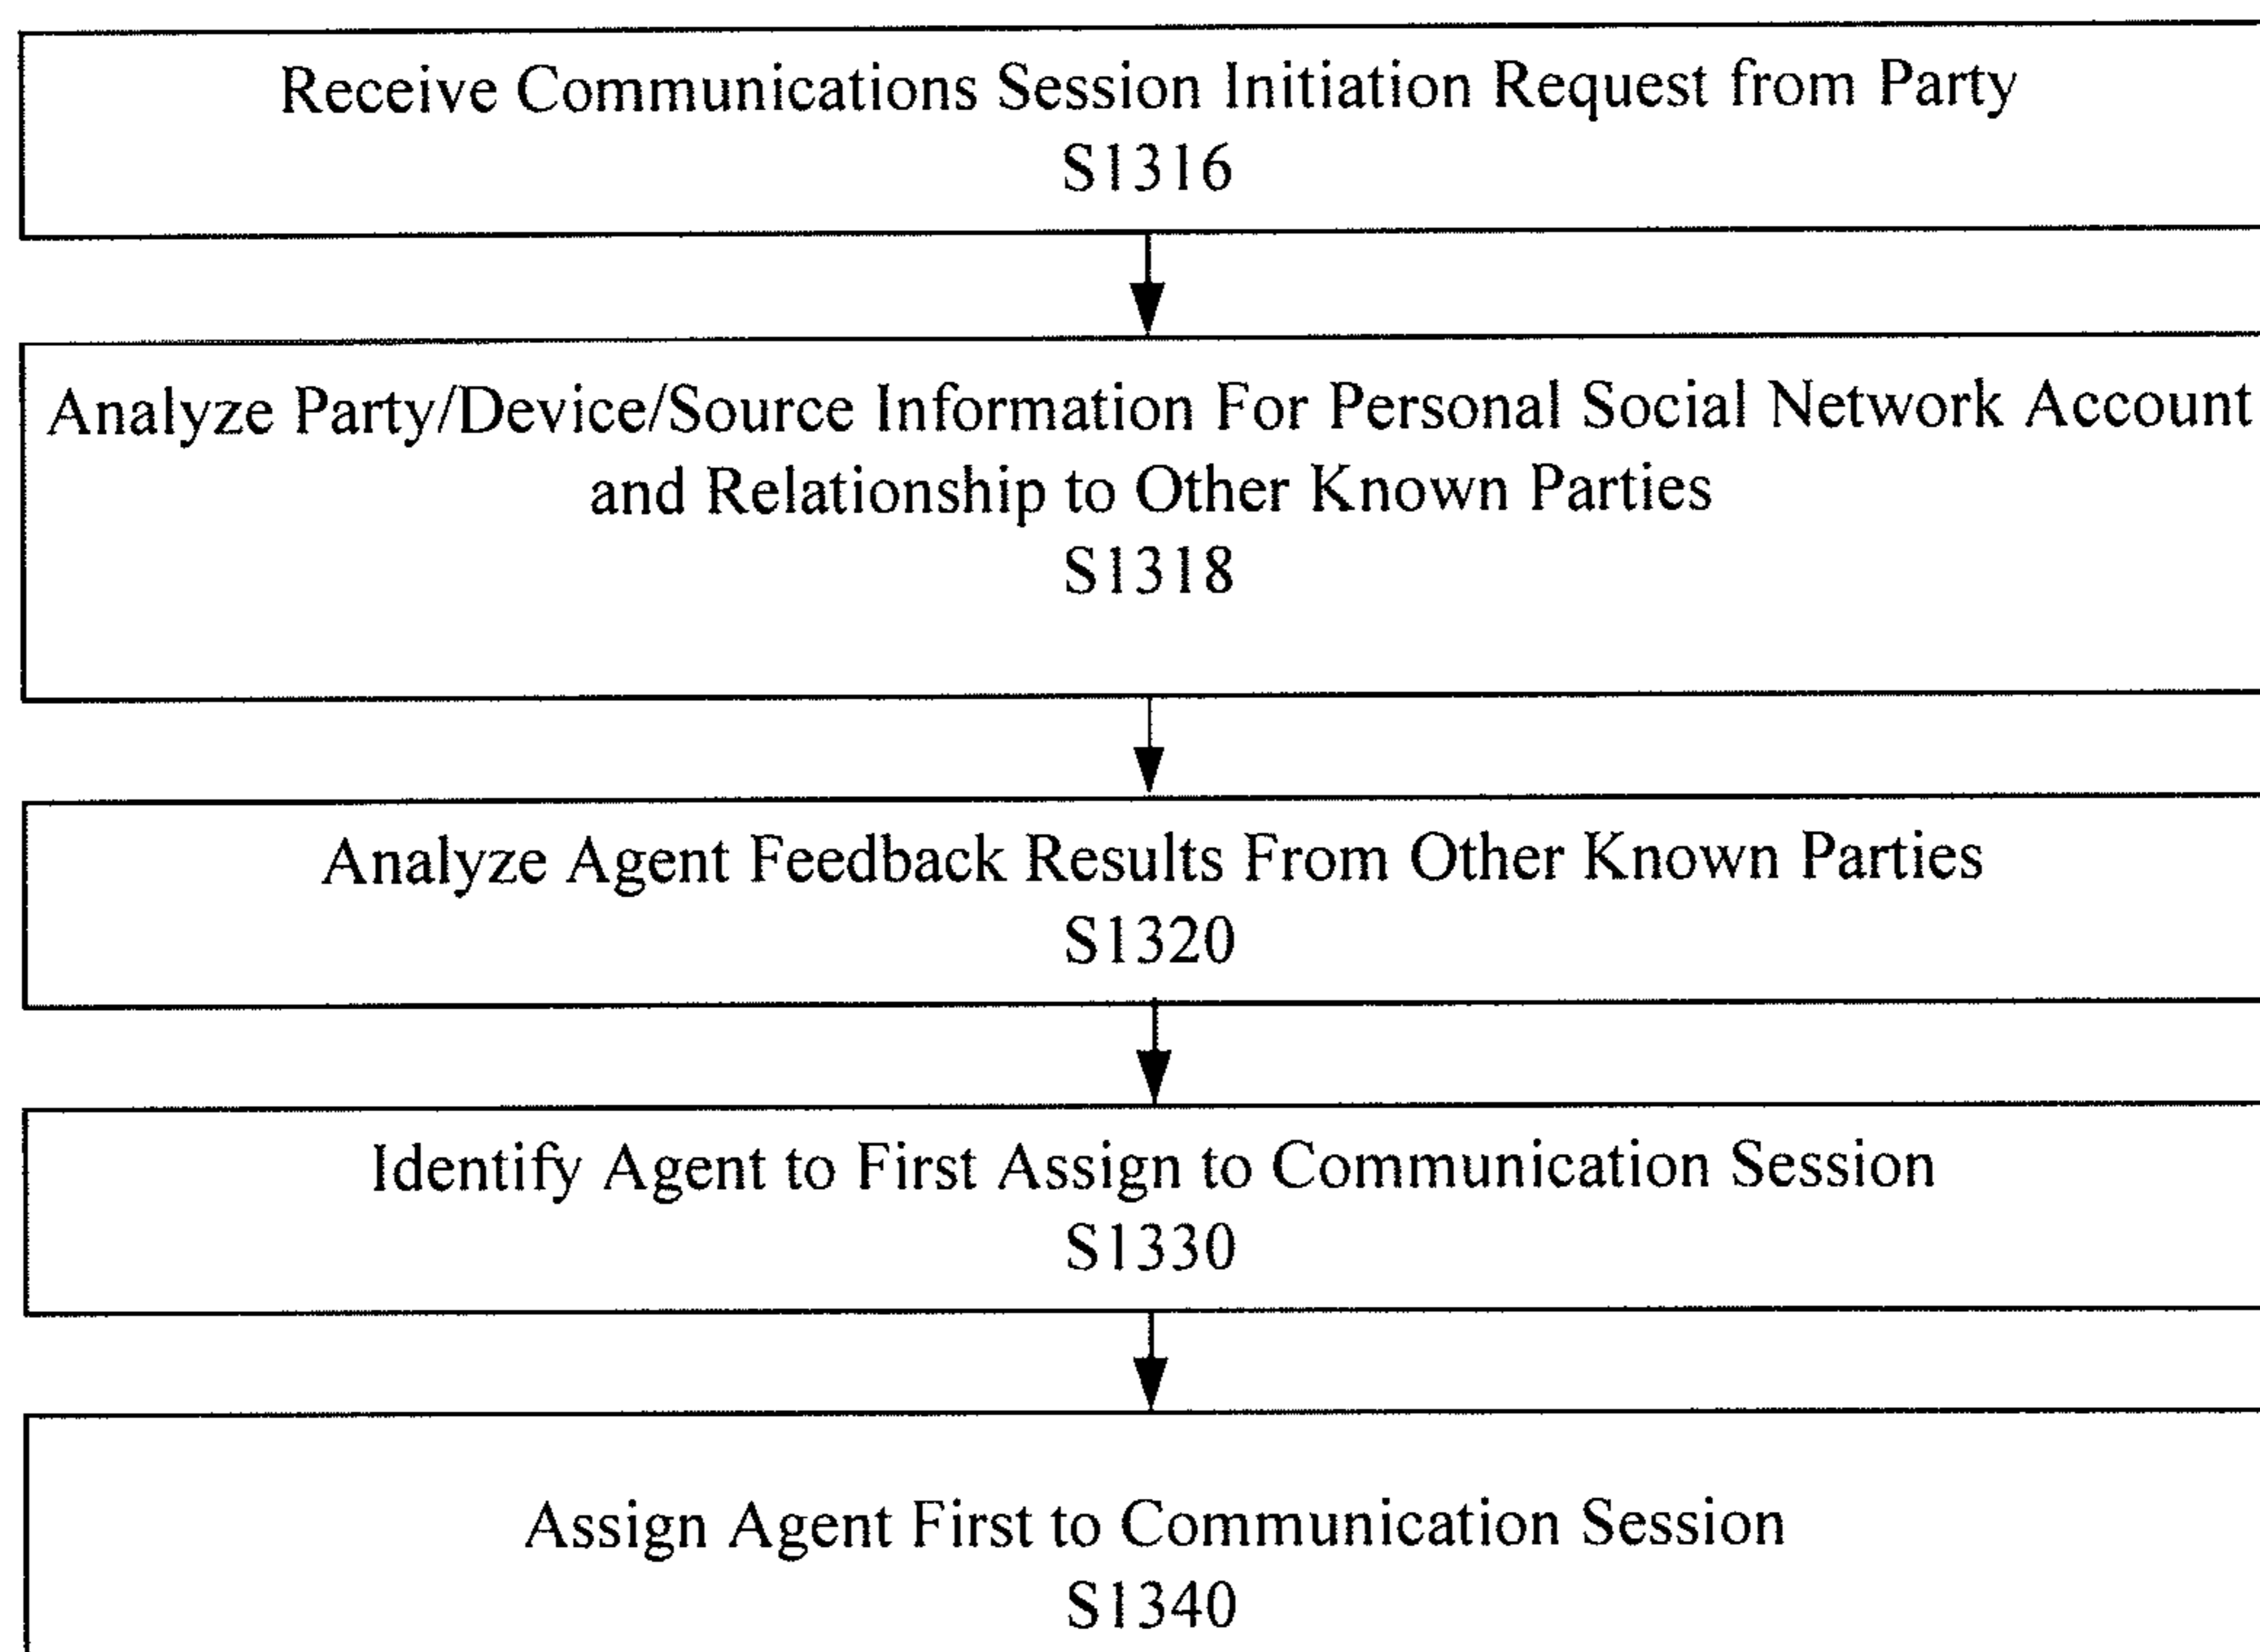 Receive Communications Session Initiation Request from Party
S1316
Analyze Party/Device/Source Information For Personal Social Network Account
and Relationship to Other Known Parties
S1318
Analyze Agent Feedback Results From Other Known Parties
S1320
Identify Agent to First Assign to Communication Session
S1330
Assign Agent First to Communication Session
S1340